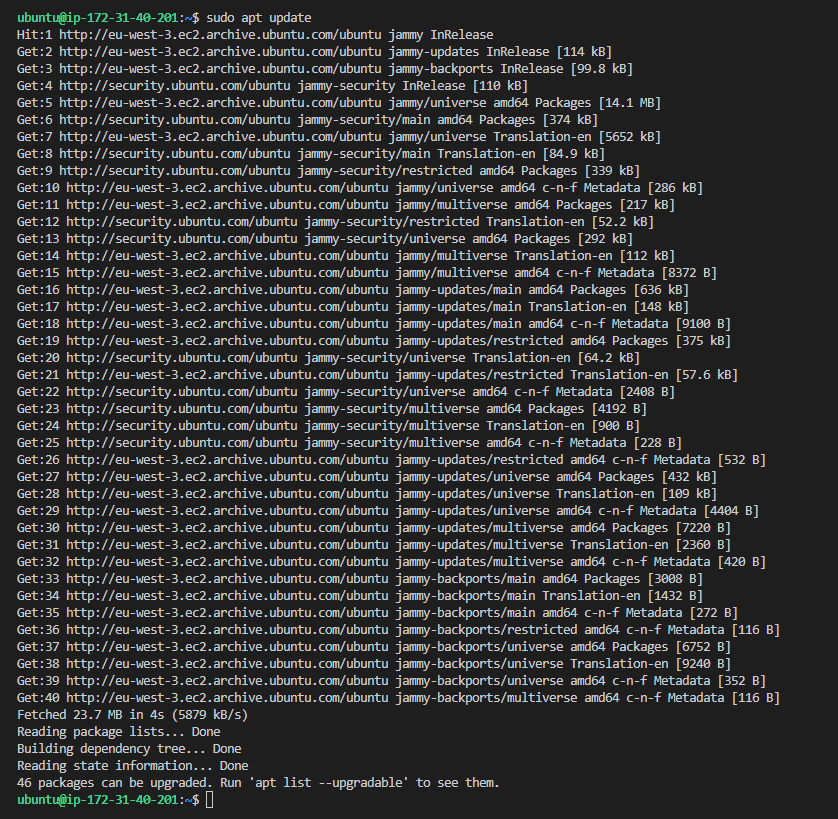 ubuntu@ip-172-31-40-201:~$ sudo apt update
Hit:1 http://eu-west-3.ec2.archive.ubuntu.com/ubuntu jammy InRelease
Get:2 http://eu-west-3.ec2.archive.ubuntu.com/ubuntu jammy-updates InRelease [114 kB]
Get:3 http://eu-west-3.ec2.archive.ubuntu.com/ubuntu jammy-backports InRelease [99.8 kB]
Get:4 http://security.ubuntu.com/ubuntu jammy-security InRelease [110 kB]
Get:5 http://eu-west-3.ec2.archive.ubuntu.com/ubuntu jammy/universe amd64 Packages [14.1 MB]
Get:6 http://security.ubuntu.com/ubuntu jammy-security/main amd64 Packages [374 kB]
Get:7 http://eu-west-3.ec2.archive.ubuntu.com/ubuntu jammy/universe Translation-en [5652 kB]
Get:8 http://security.ubuntu.com/ubuntu jammy-security/main Translation-en [84.9 kB]
Get:9 http://security.ubuntu.com/ubuntu jammy-security/restricted amd64 Packages [339 kB]
Get:10 http://eu-west-3.ec2.archive.ubuntu.com/ubuntu jammy/universe amd64 c-n-f Metadata [286 kB]
Get:11 http://eu-west-3.ec2.archive.ubuntu.com/ubuntu jammy/multiverse amd64 Packages [217 kB]
Get:12 http://security.ubuntu.com/ubuntu jammy-security/restricted Translation-en [52.2 kB]
Get:13 http://security.ubuntu.com/ubuntu jammy-security/universe amd64 Packages [292 kB]
Get:14 http://eu-west-3.ec2.archive.ubuntu.com/ubuntu jammy/multiverse Translation-en [112 kB]
Get:15 http://eu-west-3.ec2.archive.ubuntu.com/ubuntu jammy/multiverse amd64 c-n-f Metadata [8372 B]
Get:16 http://eu-west-3.ec2.archive.ubuntu.com/ubuntu jammy-updates/main amd64 Packages [636 kB]
Get:17 http://eu-west-3.ec2.archive.ubuntu.com/ubuntu jammy-updates/main Translation-en [148 kB]
Get:18 http://eu-west-3.ec2.archive.ubuntu.com/ubuntu jammy-updates/main amd64 c-n-f Metadata [9100 B]
Get:19 http://eu-west-3.ec2.archive.ubuntu.com/ubuntu jammy-updates/restricted amd64 Packages [375 kB]
Get:20 http://security.ubuntu.com/ubuntu jammy-security/universe Translation-en [64.2 kB]
Get:21 http://eu-west-3.ec2.archive.ubuntu.com/ubuntu jammy-updates/restricted Translation-en [57.6 kB]
Get:22 http://security.ubuntu.com/ubuntu jammy-security/universe amd64 c-n-f Metadata [2408 B]
Get:23 http://security.ubuntu.com/ubuntu jammy-security/multiverse amd64 Packages [4192 B]
Get:24 http://security.ubuntu.com/ubuntu jammy-security/multiverse Translation-en [900 B]
Get:25 http://security.ubuntu.com/ubuntu jammy-security/multiverse amd64 c-n-f Metadata [228 B]
Get:26 http://eu-west-3.ec2.archive.ubuntu.com/ubuntu jammy-updates/restricted amd64 c-n-f Metadata [532 B]
Get:27 http://eu-west-3.ec2.archive.ubuntu.com/ubuntu jammy-updates/universe amd64 Packages [432 kB]
Get:28 http://eu-west-3.ec2.archive.ubuntu.com/ubuntu jammy-updates/universe Translation-en [109 kB]
Get:29 http://eu-west-3.ec2.archive.ubuntu.com/ubuntu jammy-updates/universe amd64 c-n-f Metadata [4404 B]
Get:30 http://eu-west-3.ec2.archive.ubuntu.com/ubuntu jammy-updates/multiverse amd64 Packages [7220 B]
Get:31 http://eu-west-3.ec2.archive.ubuntu.com/ubuntu jammy-updates/multiverse Translation-en [2360 B]
Get:32 http://eu-west-3.ec2.archive.ubuntu.com/ubuntu jammy-updates/multiverse amd64 c-n-f Metadata [420 B]
Get:33 http://eu-west-3.ec2.archive.ubuntu.com/ubuntu jammy-backports/main amd64 Packages [3008 B]
Get:34 http://eu-west-3.ec2.archive.ubuntu.com/ubuntu jammy-backports/main Translation-en [1432 B]
Get:35 http://eu-west-3.ec2.archive.ubuntu.com/ubuntu jammy-backports/main amd64 c-n-f Metadata [272 B]
Get:36 http://eu-west-3.ec2.archive.ubuntu.com/ubuntu jammy-backports/restricted amd64 c-n-f Metadata [116 B]
Get:37 http://eu-west-3.ec2.archive.ubuntu.com/ubuntu jammy-backports/universe amd64 Packages [6752 B]
Get:38 http://eu-west-3.ec2.archive.ubuntu.com/ubuntu jammy-backports/universe Translation-en [9240 B]
Get:39 http://eu-west-3.ec2.archive.ubuntu.com/ubuntu jammy-backports/universe amd64 c-n-f Metadata [352 B]
Get:40 http://eu-west-3.ec2.archive.ubuntu.com/ubuntu jammy-backports/multiverse amd64 c-n-f Metadata [116 B]
Fetched 23.7 MB in 4s (5879 kB/s)
Reading package lists... Done
Building dependency tree... Done
Reading state information... Done
46 packages can be upgraded. Run 'apt list --upgradable' to see them.
ubuntu@ip-172-31-40-201:~$